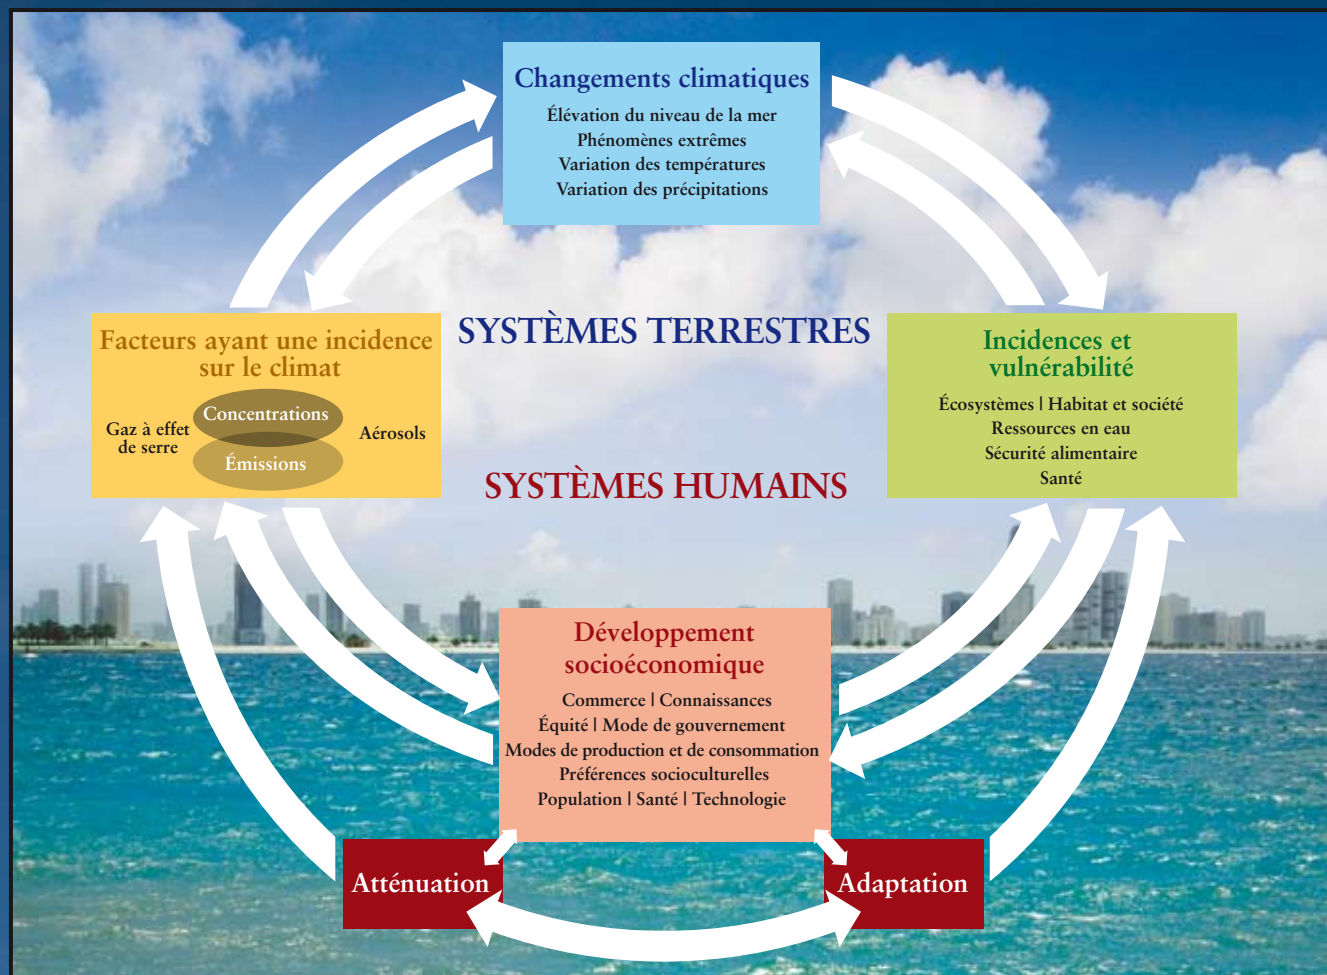 Changements climatiques
Élévation du niveau de la mer
Phénomènes extrêmes
Variation des températures
Variation des précipitations
SYSTÈMES TERRESTRES
Facteurs ayant une incidence
sur le climat
Concentrations
Gaz à effet
de serre
Aérosols
Émissions
Incidences et
vulnérabilité
Écosystèmes | Habitat et société
Ressources en eau
Sécurité alimentaire
Santé
SYSTÈMES HUMAINS
Développement
socioéconomique
Commerce | Connaissances
Équité | Mode de gouvernement
Modes de production et de consommation
Préférences socioculturelles
Population | Santé | Technologie
Atténuation
Adaptation